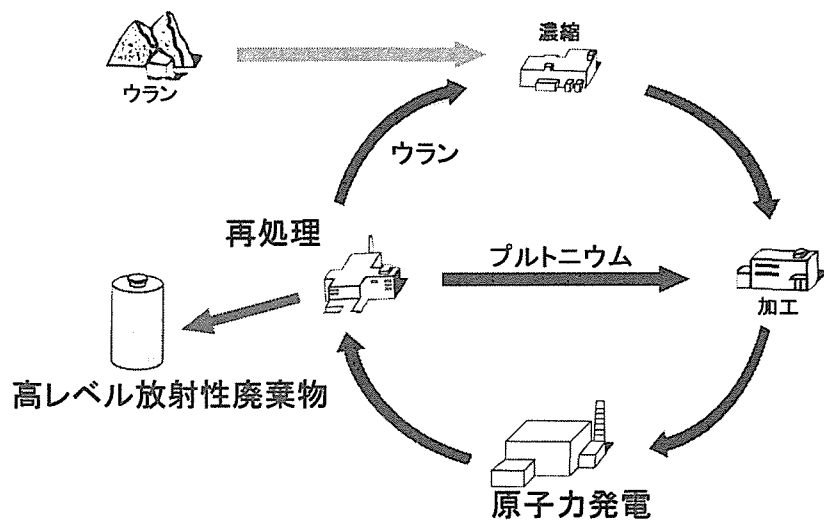 濃縮
ウラン
ウラン
再処理
プルトニウム
加工
高レベル放射性廃棄物
原子力発電